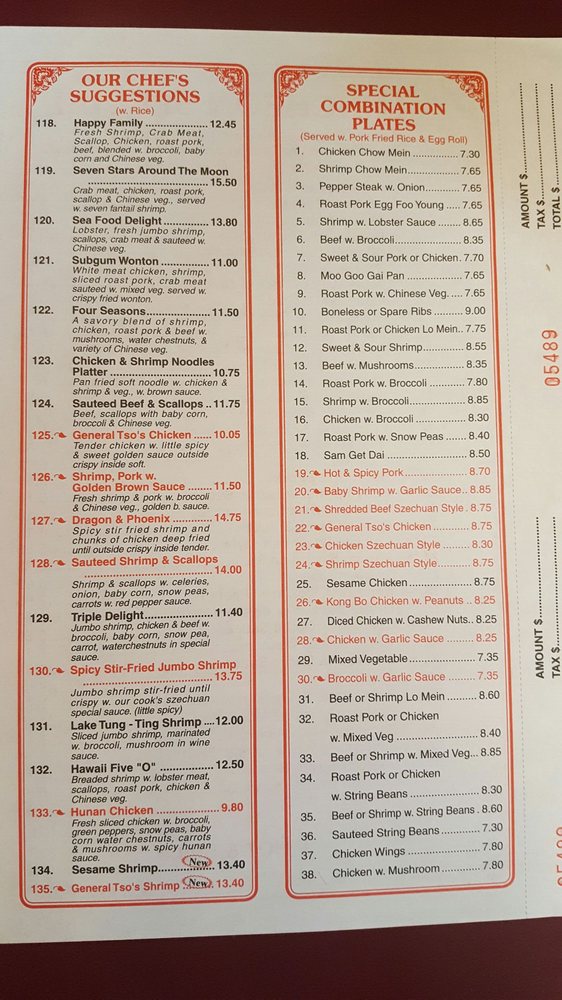 OUR CHEF'S
SUGGESTIONS
(w. Rice)
118. Happy Family .................. 12.45
Fresh Shrimp, Crab Meat,
Scallop, Chicken, roast pork,
beef, blended w. broccoli, baby
corn and Chinese veg.
119. Seven Stars Around The Moon
.................................. 15.50
Crab meat, chicken, roast pork,
scallop & Chinese veg., served
w. seven fantail shrimp.
120. Sea Food Delight ............... 13.80
Lobster, fresh jumbo shrimp,
scallops, crab meat & sauteed w.
Chinese veg.
121. Subgum Wonton ................ 11.00
White meat chicken, shrimp,
sliced roast pork, crab meat
sauteed w. mixed veg. served w.
crispy fried wonton.
122. Four Seasons..................... 11.50
A savory blend of shrimp,
chicken, roast pork & beef w.
mushrooms, water chestnuts, &
variety of Chinese veg.
123. Chicken & Shrimp Noodles
Platter ............................. 10.75
Pan fried soft noodle w. chicken &
shrimp & veg., w. brown sauce.
124. Sauteed Beef & Scallops .. 11.75
Beef, scallops with baby corn,
broccoli & Chinese veg.
125. General Tso's Chicken ...... 10.05
Tender chicken w. little spicy
& sweet golden sauce outside
crispy inside soft.
126. Shrimp, Pork w.
Golden Brown Sauce ........ 11.50
Fresh shrimp & pork w. broccoli
& Chinese veg., golden b. sauce.
127. Dragon & Phoenix ............. 14.75
Spicy stir fried shrimp and
chunks of chicken deep fried
until outside crispy inside tender.
128. Sauteed Shrimp & Scallops
.................................. 14.00
Shrimp & scallops w. celeries,
onion, baby corn, snow peas,
carrots w. red pepper sauce.
129. Triple Delight....................... 11.40
Jumbo shrimp, chicken & beef w.
broccoli, baby corn, snow pea,
carrot, waterchestnuts in special
sauce.
130. Spicy Stir-Fried Jumbo Shrimp
.................................. 13.75
Jumbo shrimp stir-fried until
crispy w. our cook's szechuan
special sauce. (little spicy)
131. Lake Tung - Ting Shrimp .... 12.00
Sliced jumbo shrimp, marinated
w. broccoli, mushroom in wine
sauce.
132. Hawaii Five "O" .................. 12.50
Breaded shrimp w. lobster meat,
scallops, roast pork, chicken &
Chinese veg.
133. Hunan Chicken .................... 9.80
Fresh sliced chicken w. broccoli,
green peppers, snow peas, baby
corn water chestnuts, carrots
& mushrooms w. spicy hunan
sauce.
New
134. Sesame Shrimp.................. 13.40
135. General Tso's Shrimp New 13.40
SPECIAL
COMBINATION
PLATES
(Served w. Pork Fried Rice & Egg Roll)
1. Chicken Chow Mein ................ 7.30
2. Shrimp Chow Mein.................. 7.65
3. Pepper Steak w. Onion............ 7.65
4. Roast Pork Egg Foo Young ..... 7.65
5. Shrimp w. Lobster Sauce ........ 8.65
6. Beef w. Broccoli...................... 8.35
7. Sweet & Sour Pork or Chicken. 7.70
8. Moo Goo Gai Pan ................... 7.65
9. Roast Pork w. Chinese Veg. .... 7.65
10. Boneless or Spare Ribs .......... 9.00
11. Roast Pork or Chicken Lo Mein.. 7.75
12. Sweet & Sour Shrimp.............. 8.55
13. Beef w. Mushrooms................. 8.35
14. Roast Pork w. Broccoli ............ 7.80
15. Shrimp w. Broccoli................... 8.85
16. Chicken w. Broccoli ................ 8.30
17. Roast Pork w. Snow Peas ....... 8.40
18. Sam Get Dai ........................... 8.50
19. Hot & Spicy Pork..................... 8.70
20. Baby Shrimp w. Garlic Sauce.. 8.85
21. Shredded Beef Szechuan Style . 8.75
22. General Tso's Chicken ............ 8.75
23. Chicken Szechuan Style ......... 8.30
24. Shrimp Szechuan Style........... 8.75
25. Sesame Chicken ..................... 8.75
26. Kong Bo Chicken w. Peanuts .. 8.25
27. Diced Chicken w. Cashew Nuts.. 8.25
28. Chicken w. Garlic Sauce ......... 8.25
29. Mixed Vegetable...................... 7.35
30. Broccoli w. Garlic Sauce ......... 7.35
31. Beef or Shrimp Lo Mein .......... 8.60
32. Roast Pork or Chicken
w. Mixed Veg .......................... 8.40
33. Beef or Shrimp w. Mixed Veg... 8.85
34. Roast Pork or Chicken
w. String Beans ....................... 8.30
35. Beef or Shrimp w. String Beans . 8.60
36. Sauteed String Beans ............. 7.30
37. Chicken Wings ........................ 7.80
38. Chicken w. Mushroom ............ 7.80
AMOUNT $
TAX $
TOTAL $
05489
AMOUNT $
TAX $